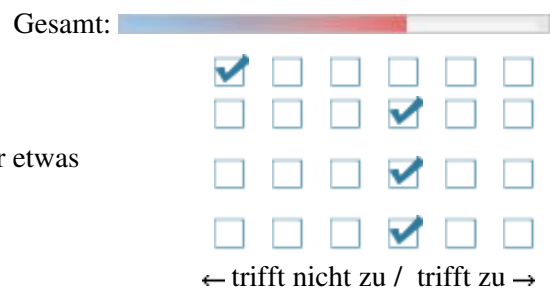 Gesamt:
etwas
← trifft nicht zu / trifft zu →